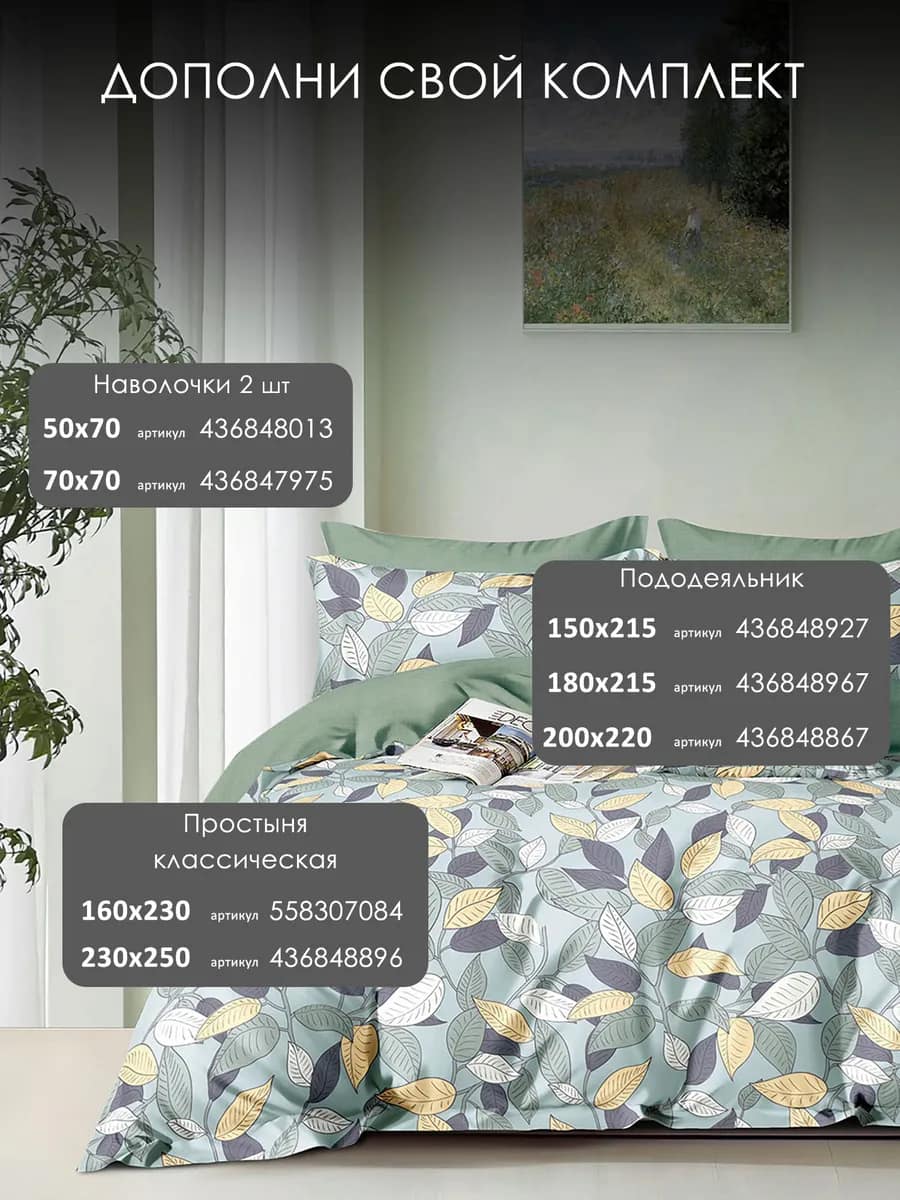 ДОПОЛНИ СВОЙ КОМПЛЕКТ
Наволочки 2 шт
50x70 артикул 436848013
70x70 артикул 436847975
Пододеяльник
150x215 артикул 436848927
180x215 артикул 436848967
200x220 артикул 436848867
Простыня
классическая
160x230 артикул 558307084
230x250 артикул 436848896